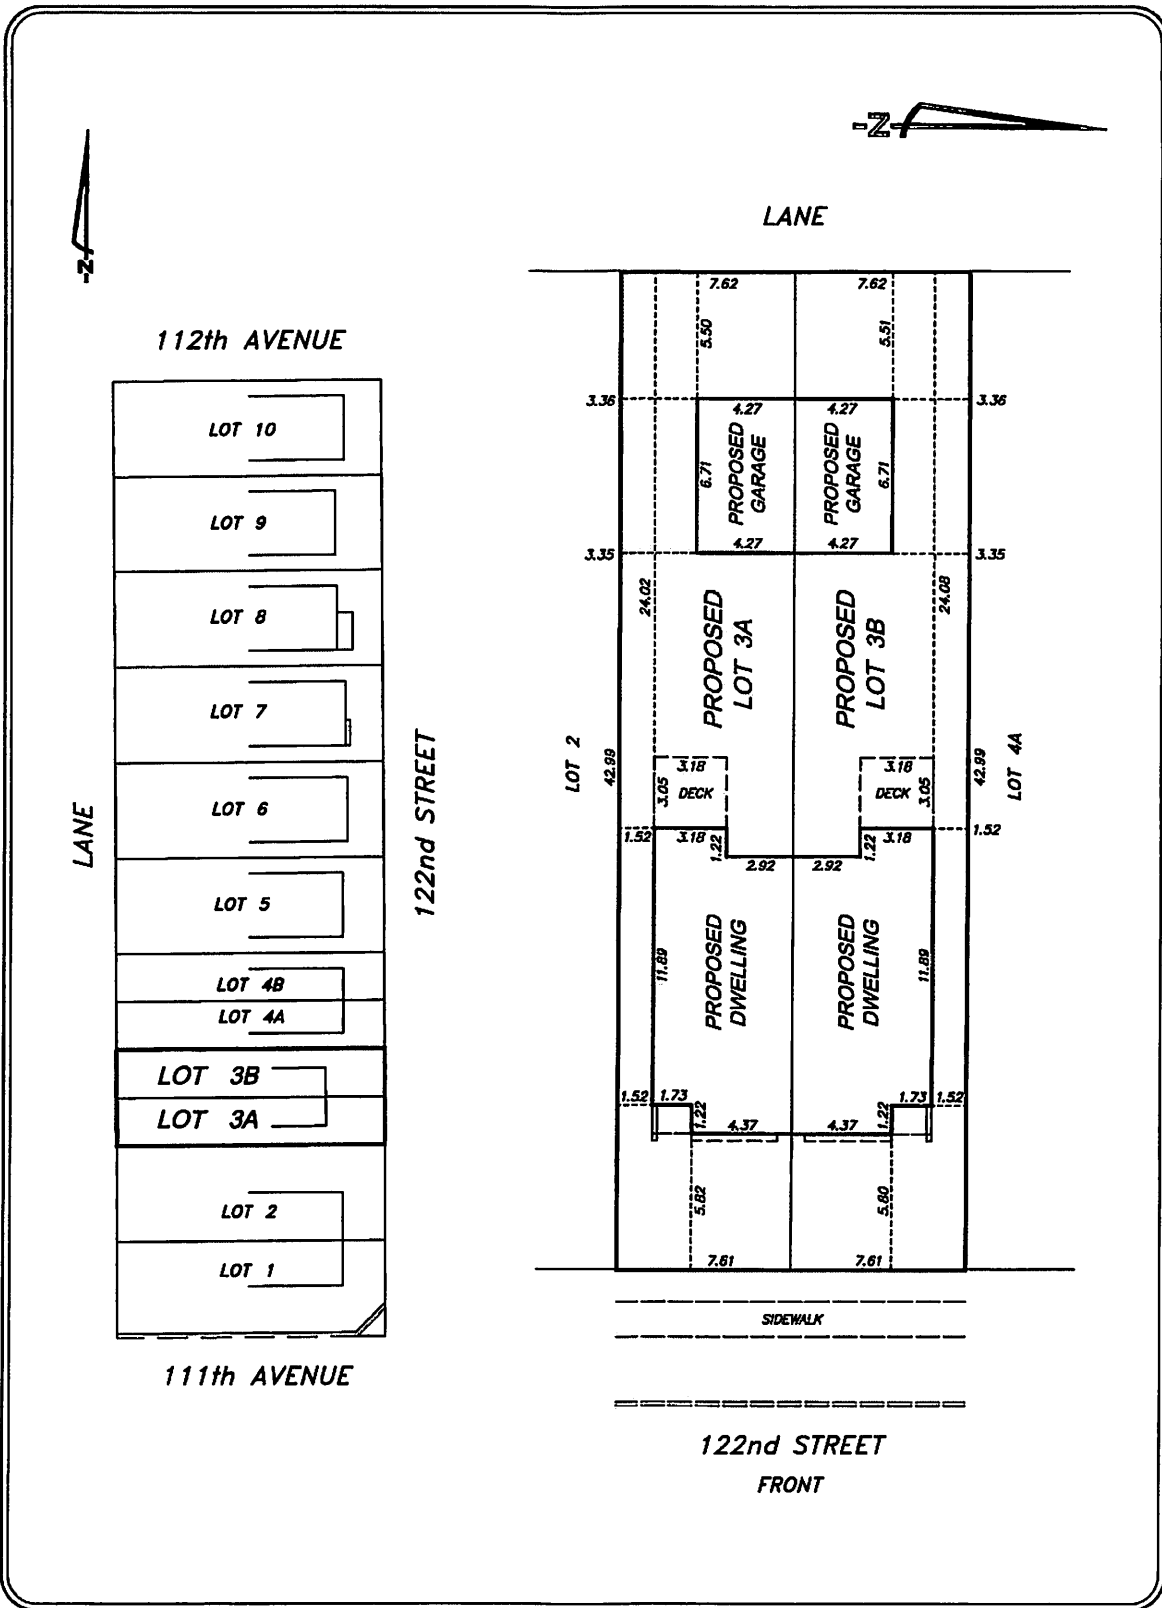 -N-
112th AVENUE
LOT 10
LOT 9
LOT 8
LOT 7
LOT 6
LOT 5
LOT 4B
LOT 4A
LOT 3B
LOT 3A
LOT 2
LOT 1
LANE
122nd STREET
111th AVENUE
-N-
LANE
7.62
7.62
5.50
5.51
3.36
3.36
4.27
4.27
6.71
PROPOSED
GARAGE
PROPOSED
GARAGE
6.71
4.27
4.27
3.35
3.35
24.02
24.08
PROPOSED
LOT 3A
PROPOSED
LOT 3B
LOT 2
42.99
42.99
LOT 4A
3.18
3.18
3.05
DECK
DECK
3.05
1.52
3.18
1.22
1.22
3.18
1.52
2.92
2.92
11.89
PROPOSED
DWELLING
PROPOSED
DWELLING
11.89
1.52
1.73
1.22
4.37
4.37
1.22
1.73
1.52
5.82
5.80
7.61
7.61
SIDEWALK
122nd STREET
FRONT